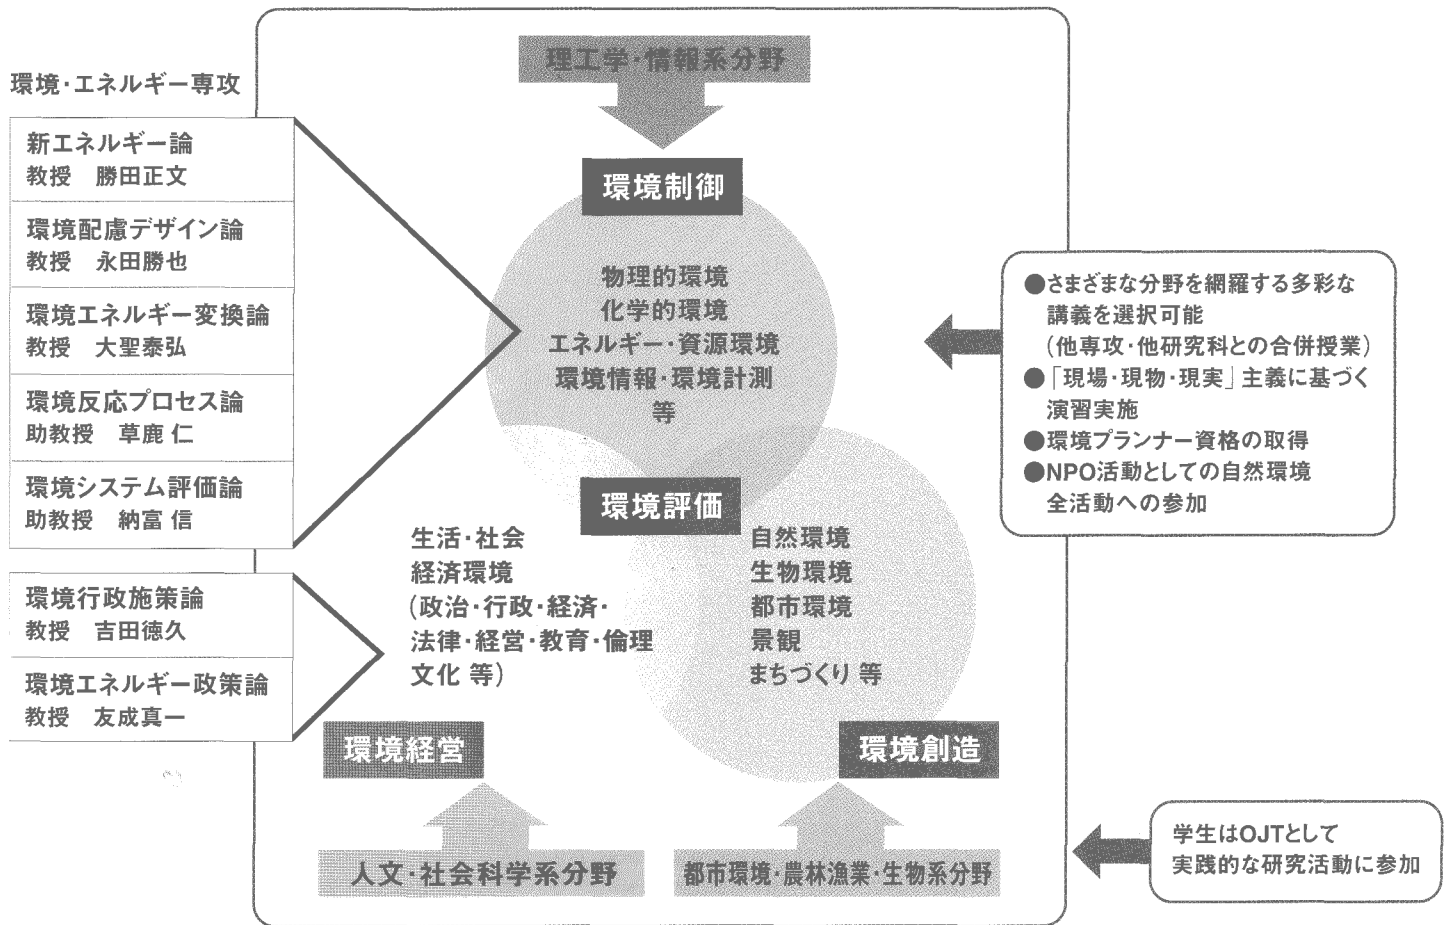 理工学・情報系分野
環境・エネルギー専攻
新エネルギー論
教授 勝田正文
環境配慮デザイン論
教授 永田勝也
環境エネルギー変換論
教授 大聖泰弘
環境反応プロセス論
助教授 草鹿 仁
環境システム評価論
助教授 納富 信
環境行政施策論
教授 吉田徳久
環境エネルギー政策論
教授 友成真一
環境制御
物理的環境
化学的環境
エネルギー・資源環境
環境情報・環境計測
等
環境評価
生活・社会
経済環境
(政治・行政・経済・
法律・経営・教育・倫理
文化 等)
自然環境
生物環境
都市環境
景観
まちづくり 等
環境経営
環境創造
人文・社会科学系分野
都市環境・農林漁業・生物系分野
●さまざまな分野を網羅する多彩な
講義を選択可能
(他専攻・他研究科との合併授業)
●「現場・現物・現実」主義に基づく
演習実施
●環境プランナー資格の取得
●NPO活動としての自然環境
全活動への参加
学生はOJTとして
実践的な研究活動に参加